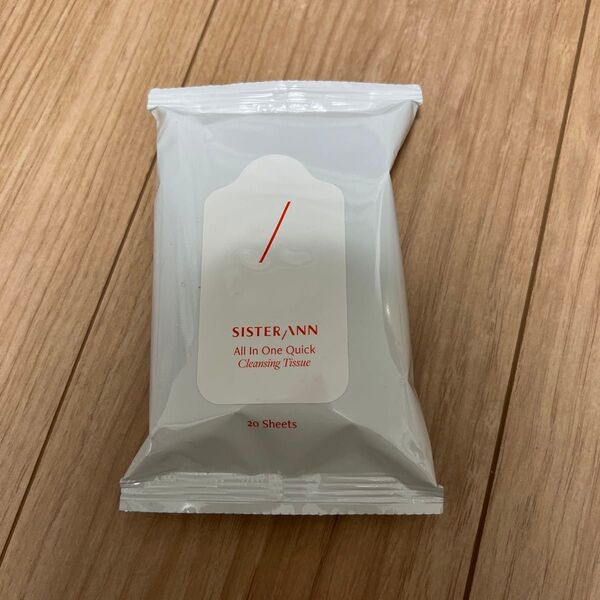 SISTER/ANN
All In One Quick
Cleansing Tissue
20 Sheets